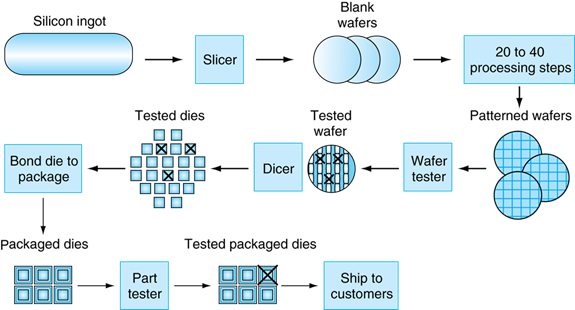 Silicon ingot
Slicer
Blank
wafers
20 to 40
processing steps
Patterned wafers
Wafer
tester
Tested
wafer
Dicer
Tested dies
Bond die to
package
Packaged dies
Part
tester
Tested packaged dies
Ship to
customers